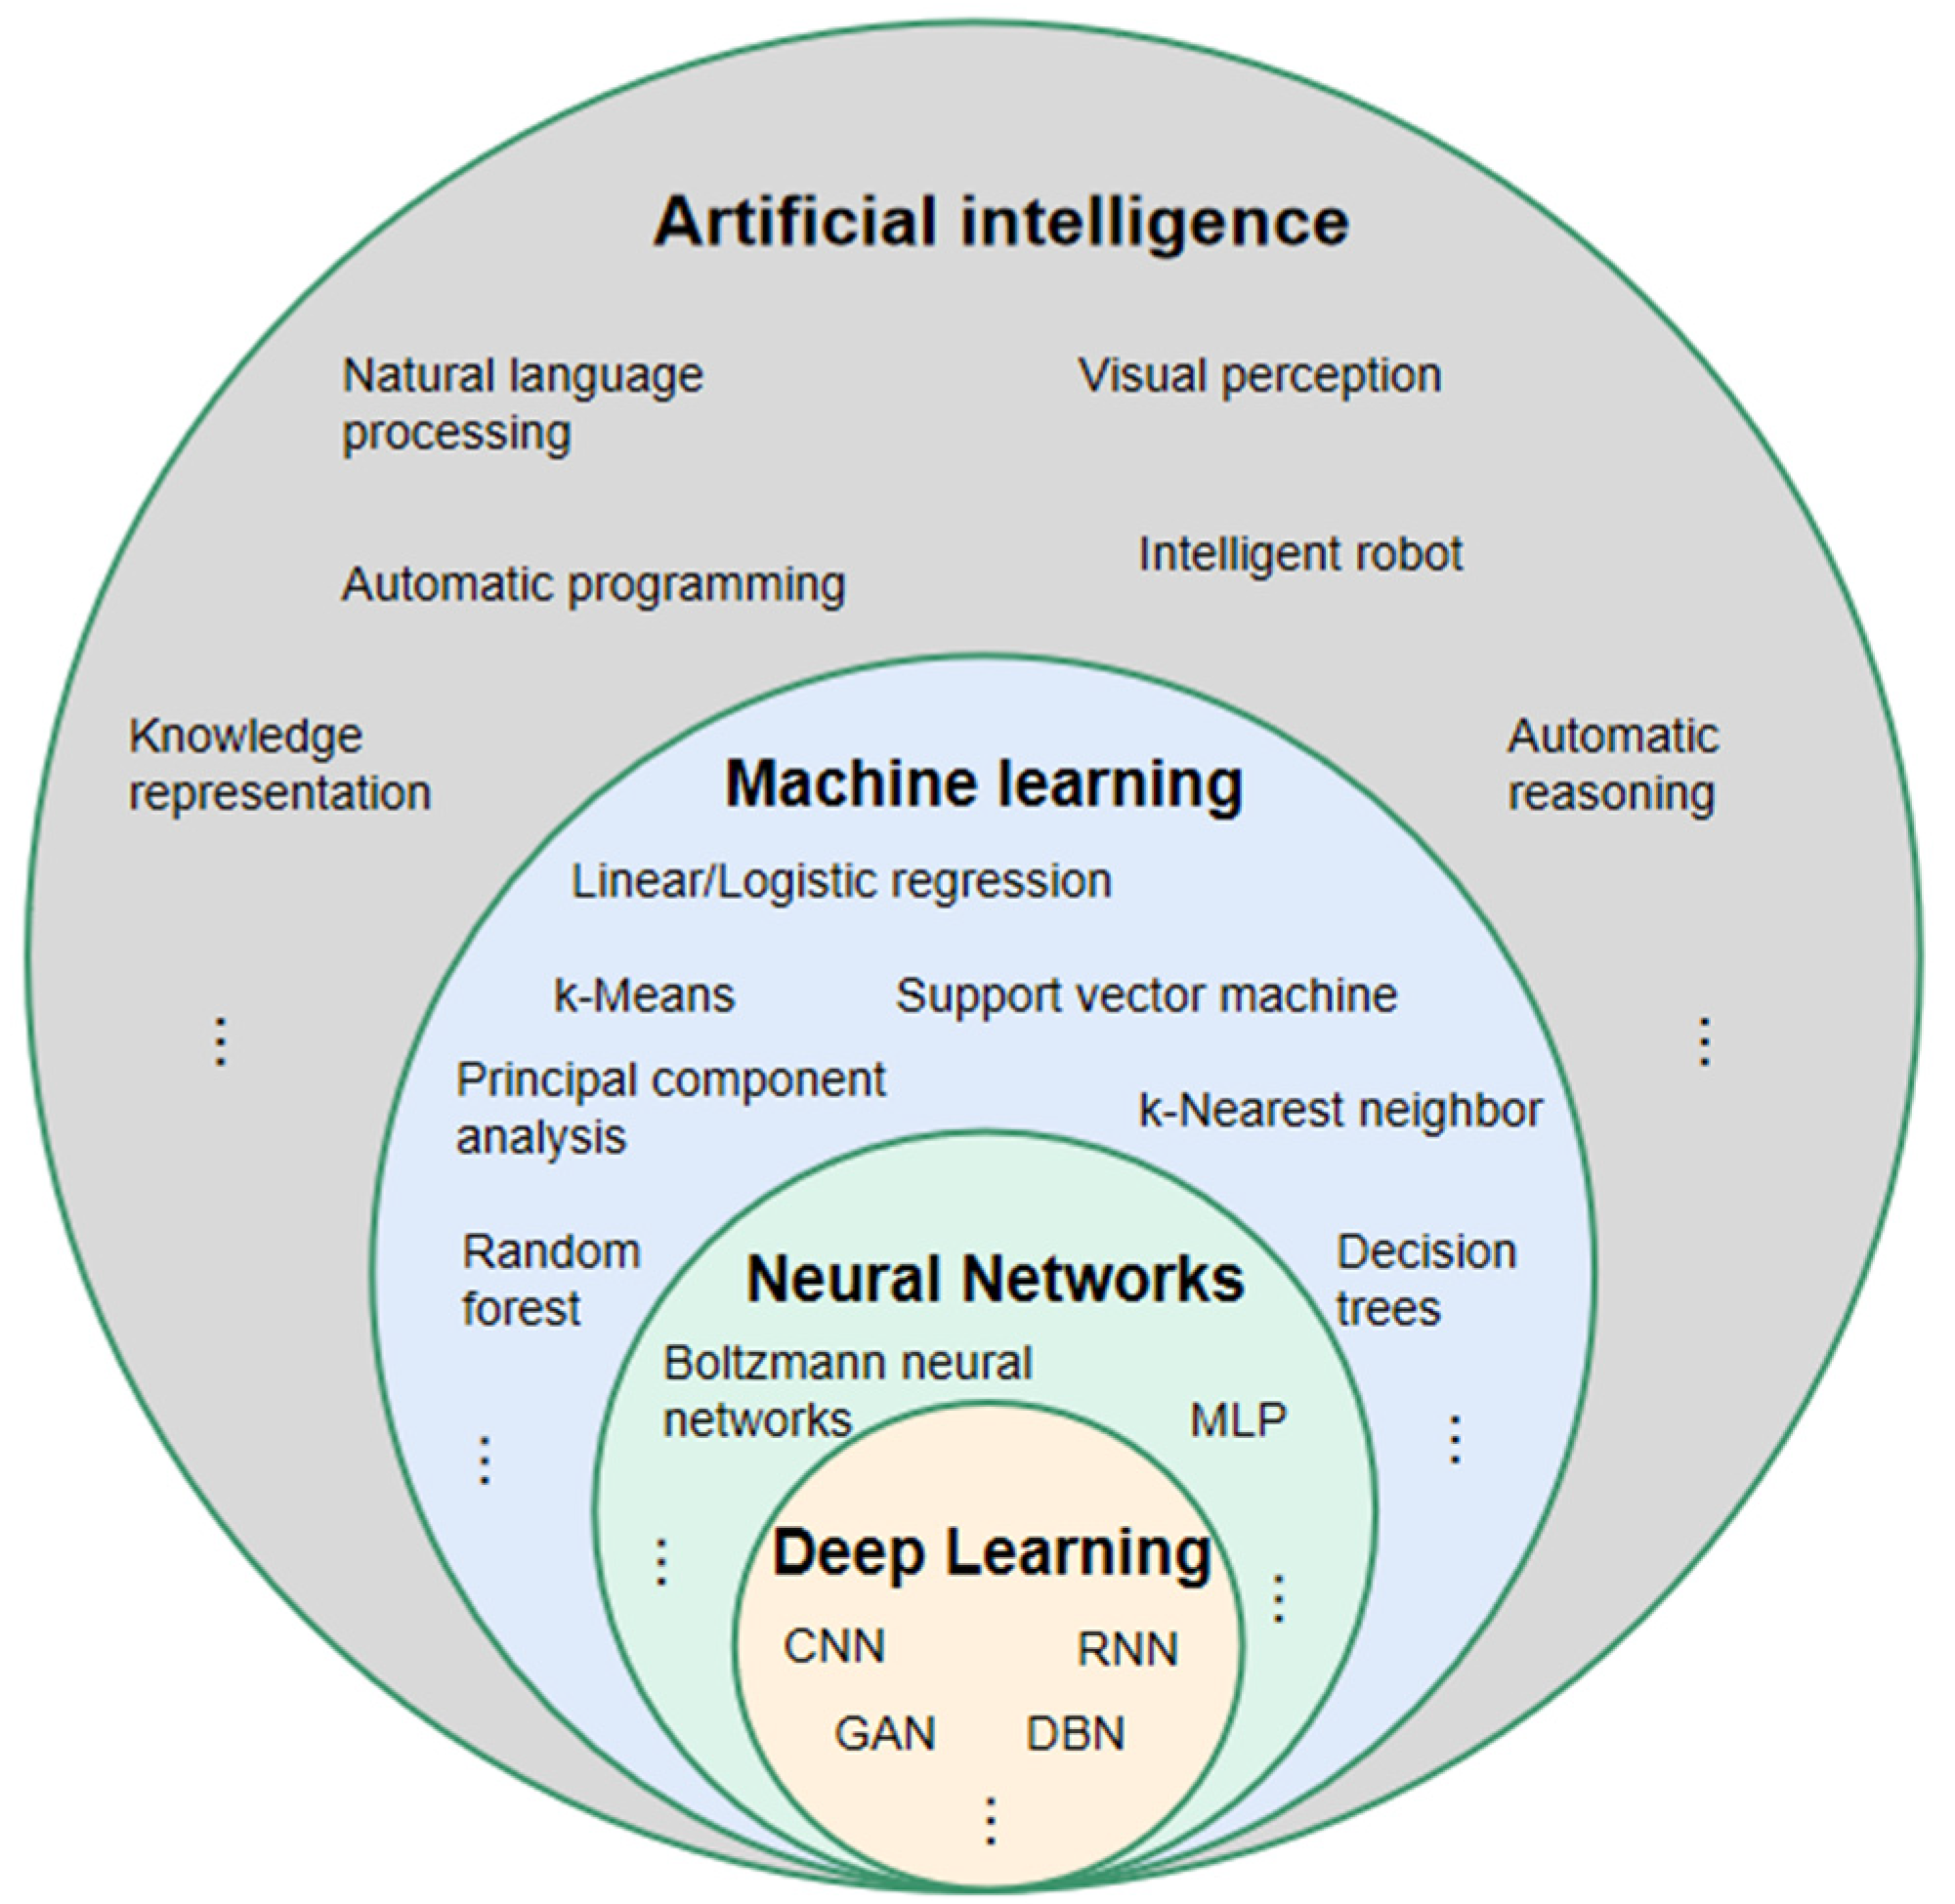 Artificial intelligence
Natural language
processing
Visual perception
Automatic programming
Intelligent robot
Knowledge
representation
Automatic
reasoning
⋮
⋮
Machine learning
Linear/Logistic regression
k-Means
Support vector machine
Principal component
analysis
k-Nearest neighbor
Random
forest
Decision
trees
⋮
⋮
Neural Networks
Boltzmann neural
networks
MLP
⋮
⋮
Deep Learning
CNN
RNN
GAN
DBN
⋮